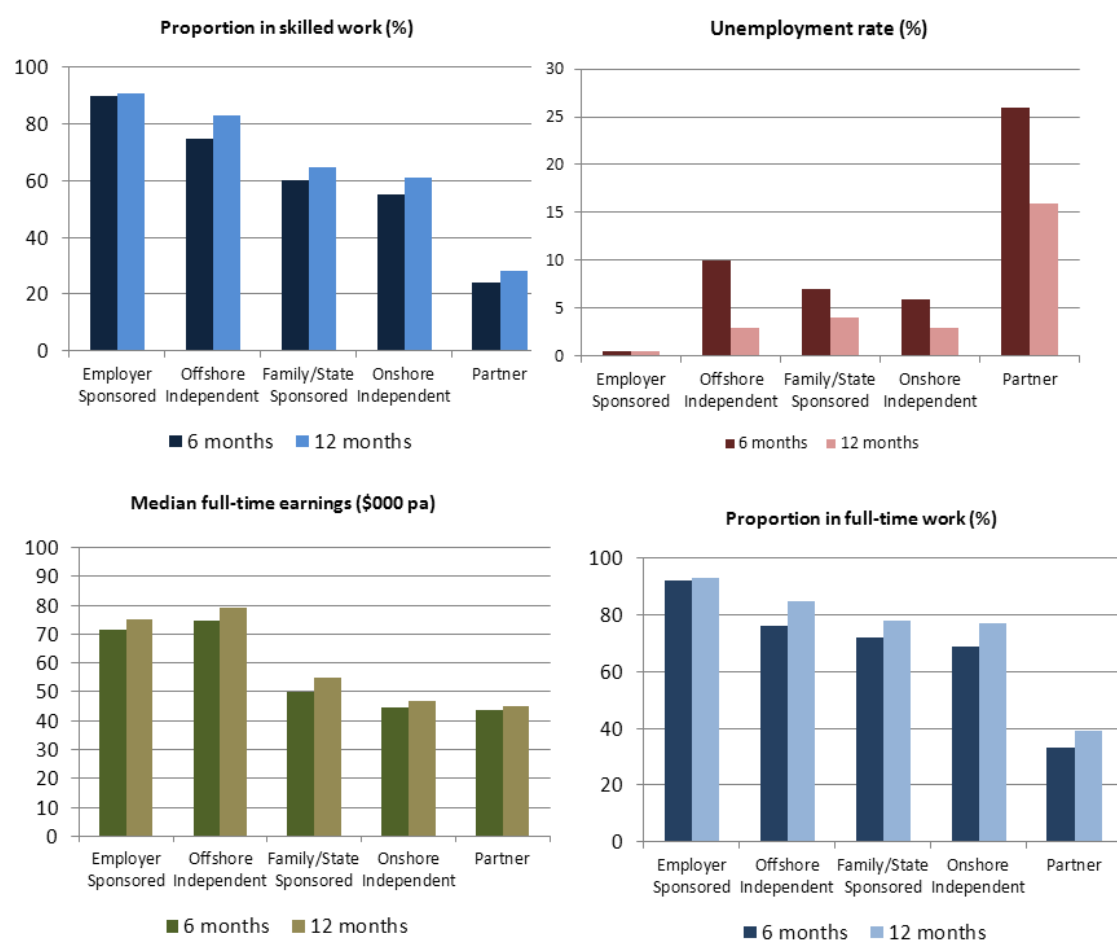 Proportion in skilled work (%)
100
80
60
40
20
0
Employer Offshore Family/State Onshore Partner
Sponsored Independent Sponsored Independent
6 months 12 months
Unemployment rate (%)
30
25
20
15
10
5
0
Employer Offshore Family/State Onshore Partner
Sponsored Independent Sponsored Independent
6 months 12 months
Median full-time earnings ($000 pa)
100
90
80
70
60
50
40
30
20
10
0
Employer Offshore Family/State Onshore Partner
Sponsored Independent Sponsored Independent
6 months 12 months
Proportion in full-time work (%)
100
80
60
40
20
0
Employer Offshore Family/State Onshore Partner
Sponsored Independent Sponsored Independent
6 months 12 months